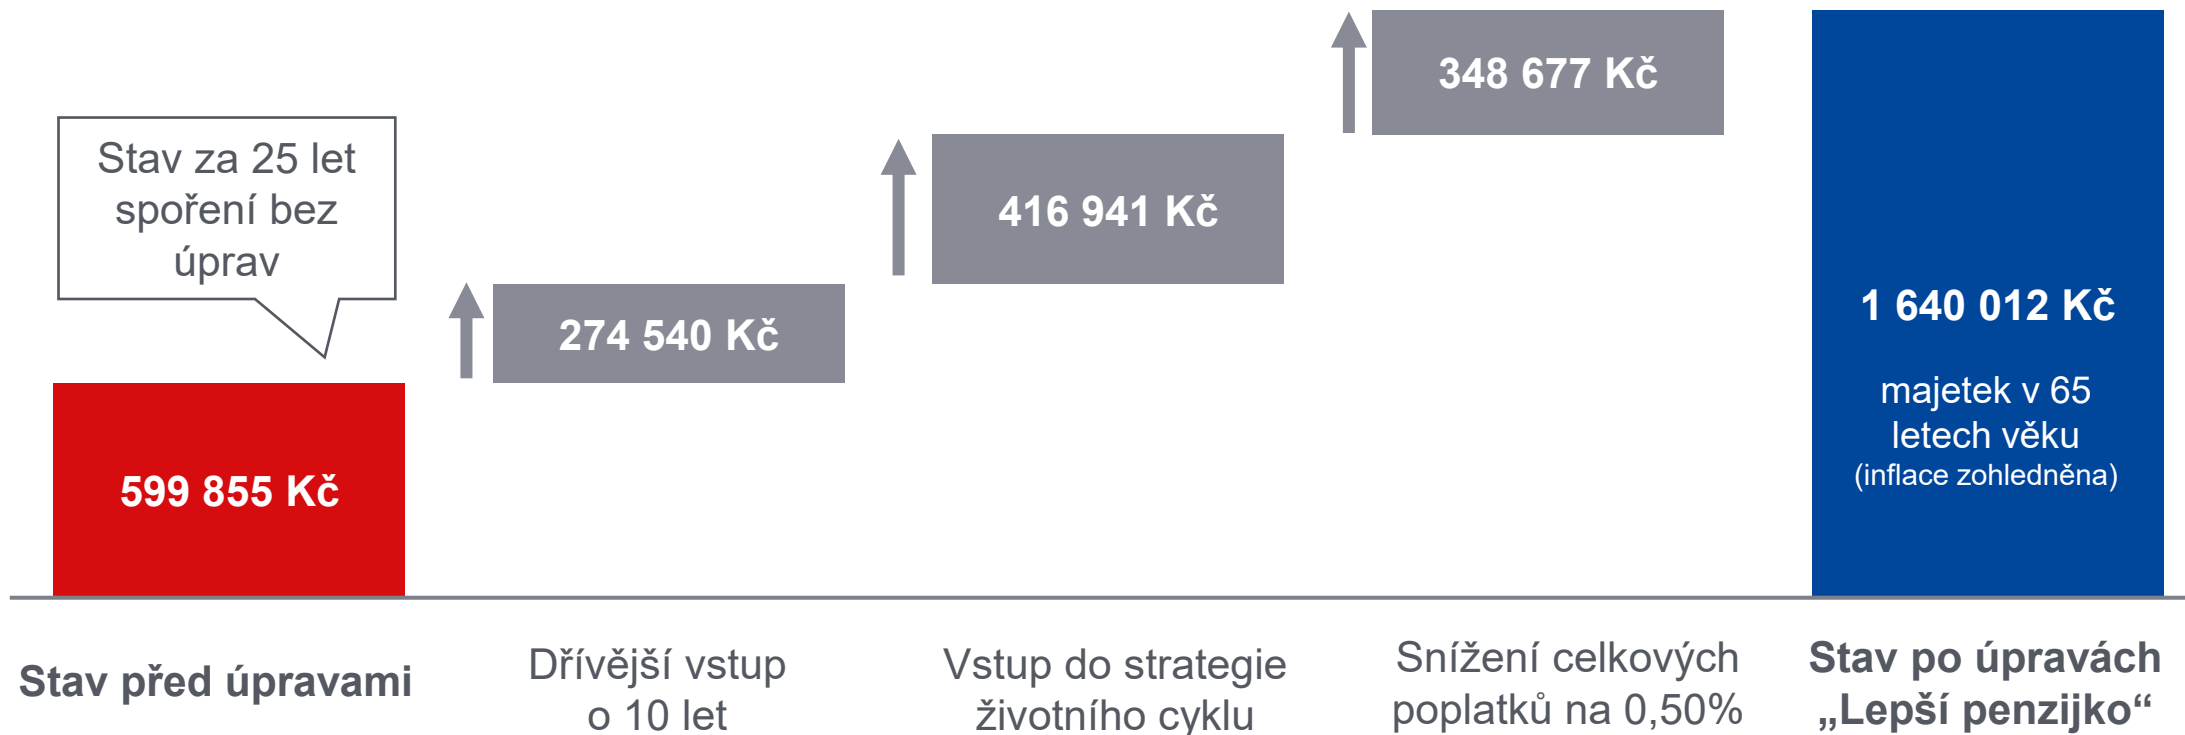 Stav za 25 let
spoření bez
úprav
599 855 Kč
274 540 Kč
416 941 Kč
348 677 Kč
1 640 012 Kč
majetek v 65
letech věku
(inflace zohledněna)
Stav před úpravami
Dřívější vstup
o 10 let
Vstup do strategie
životního cyklu
Snížení celkových
poplatků na 0,50%
Stav po úpravách
„Lepší penzijko“